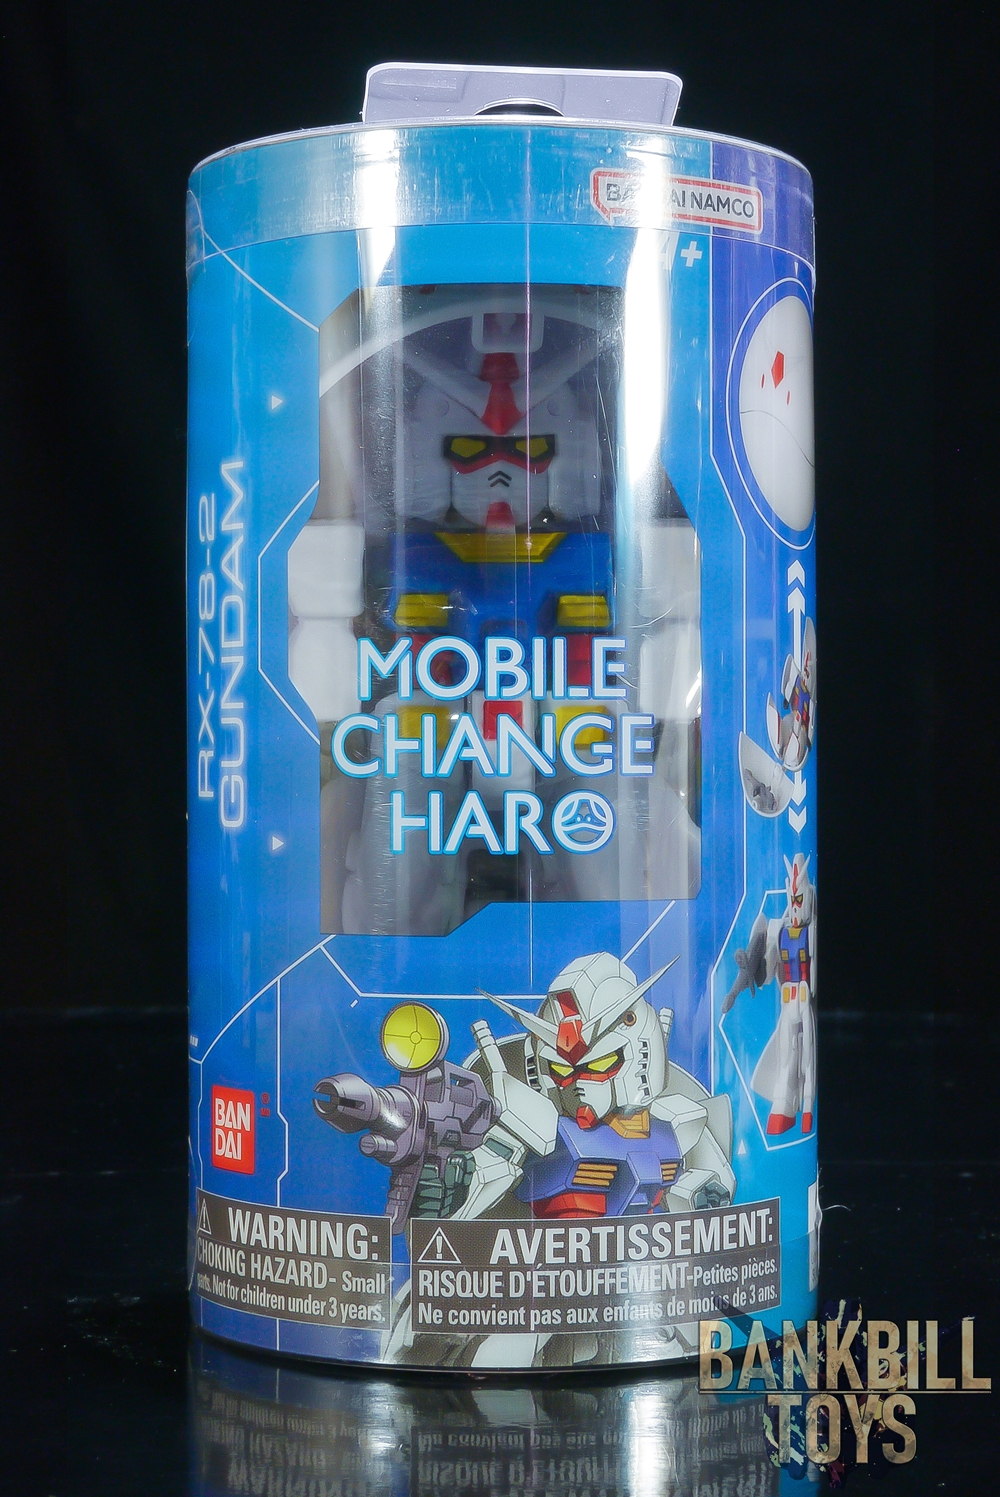 BANDAI NAMCO
RX-78-2
GUNDAM
MOBILE
CHANGE
HARO
BAN
DAI
WARNING:
CHOKING HAZARD- Small
parts. Not for children under 3 years.
AVERTISSEMENT:
RISQUE D'ÉTOUFFEMENT-Petites pièces.
Ne convient pas aux enfants de moins de 3 ans.
BANKBILL
TOYS